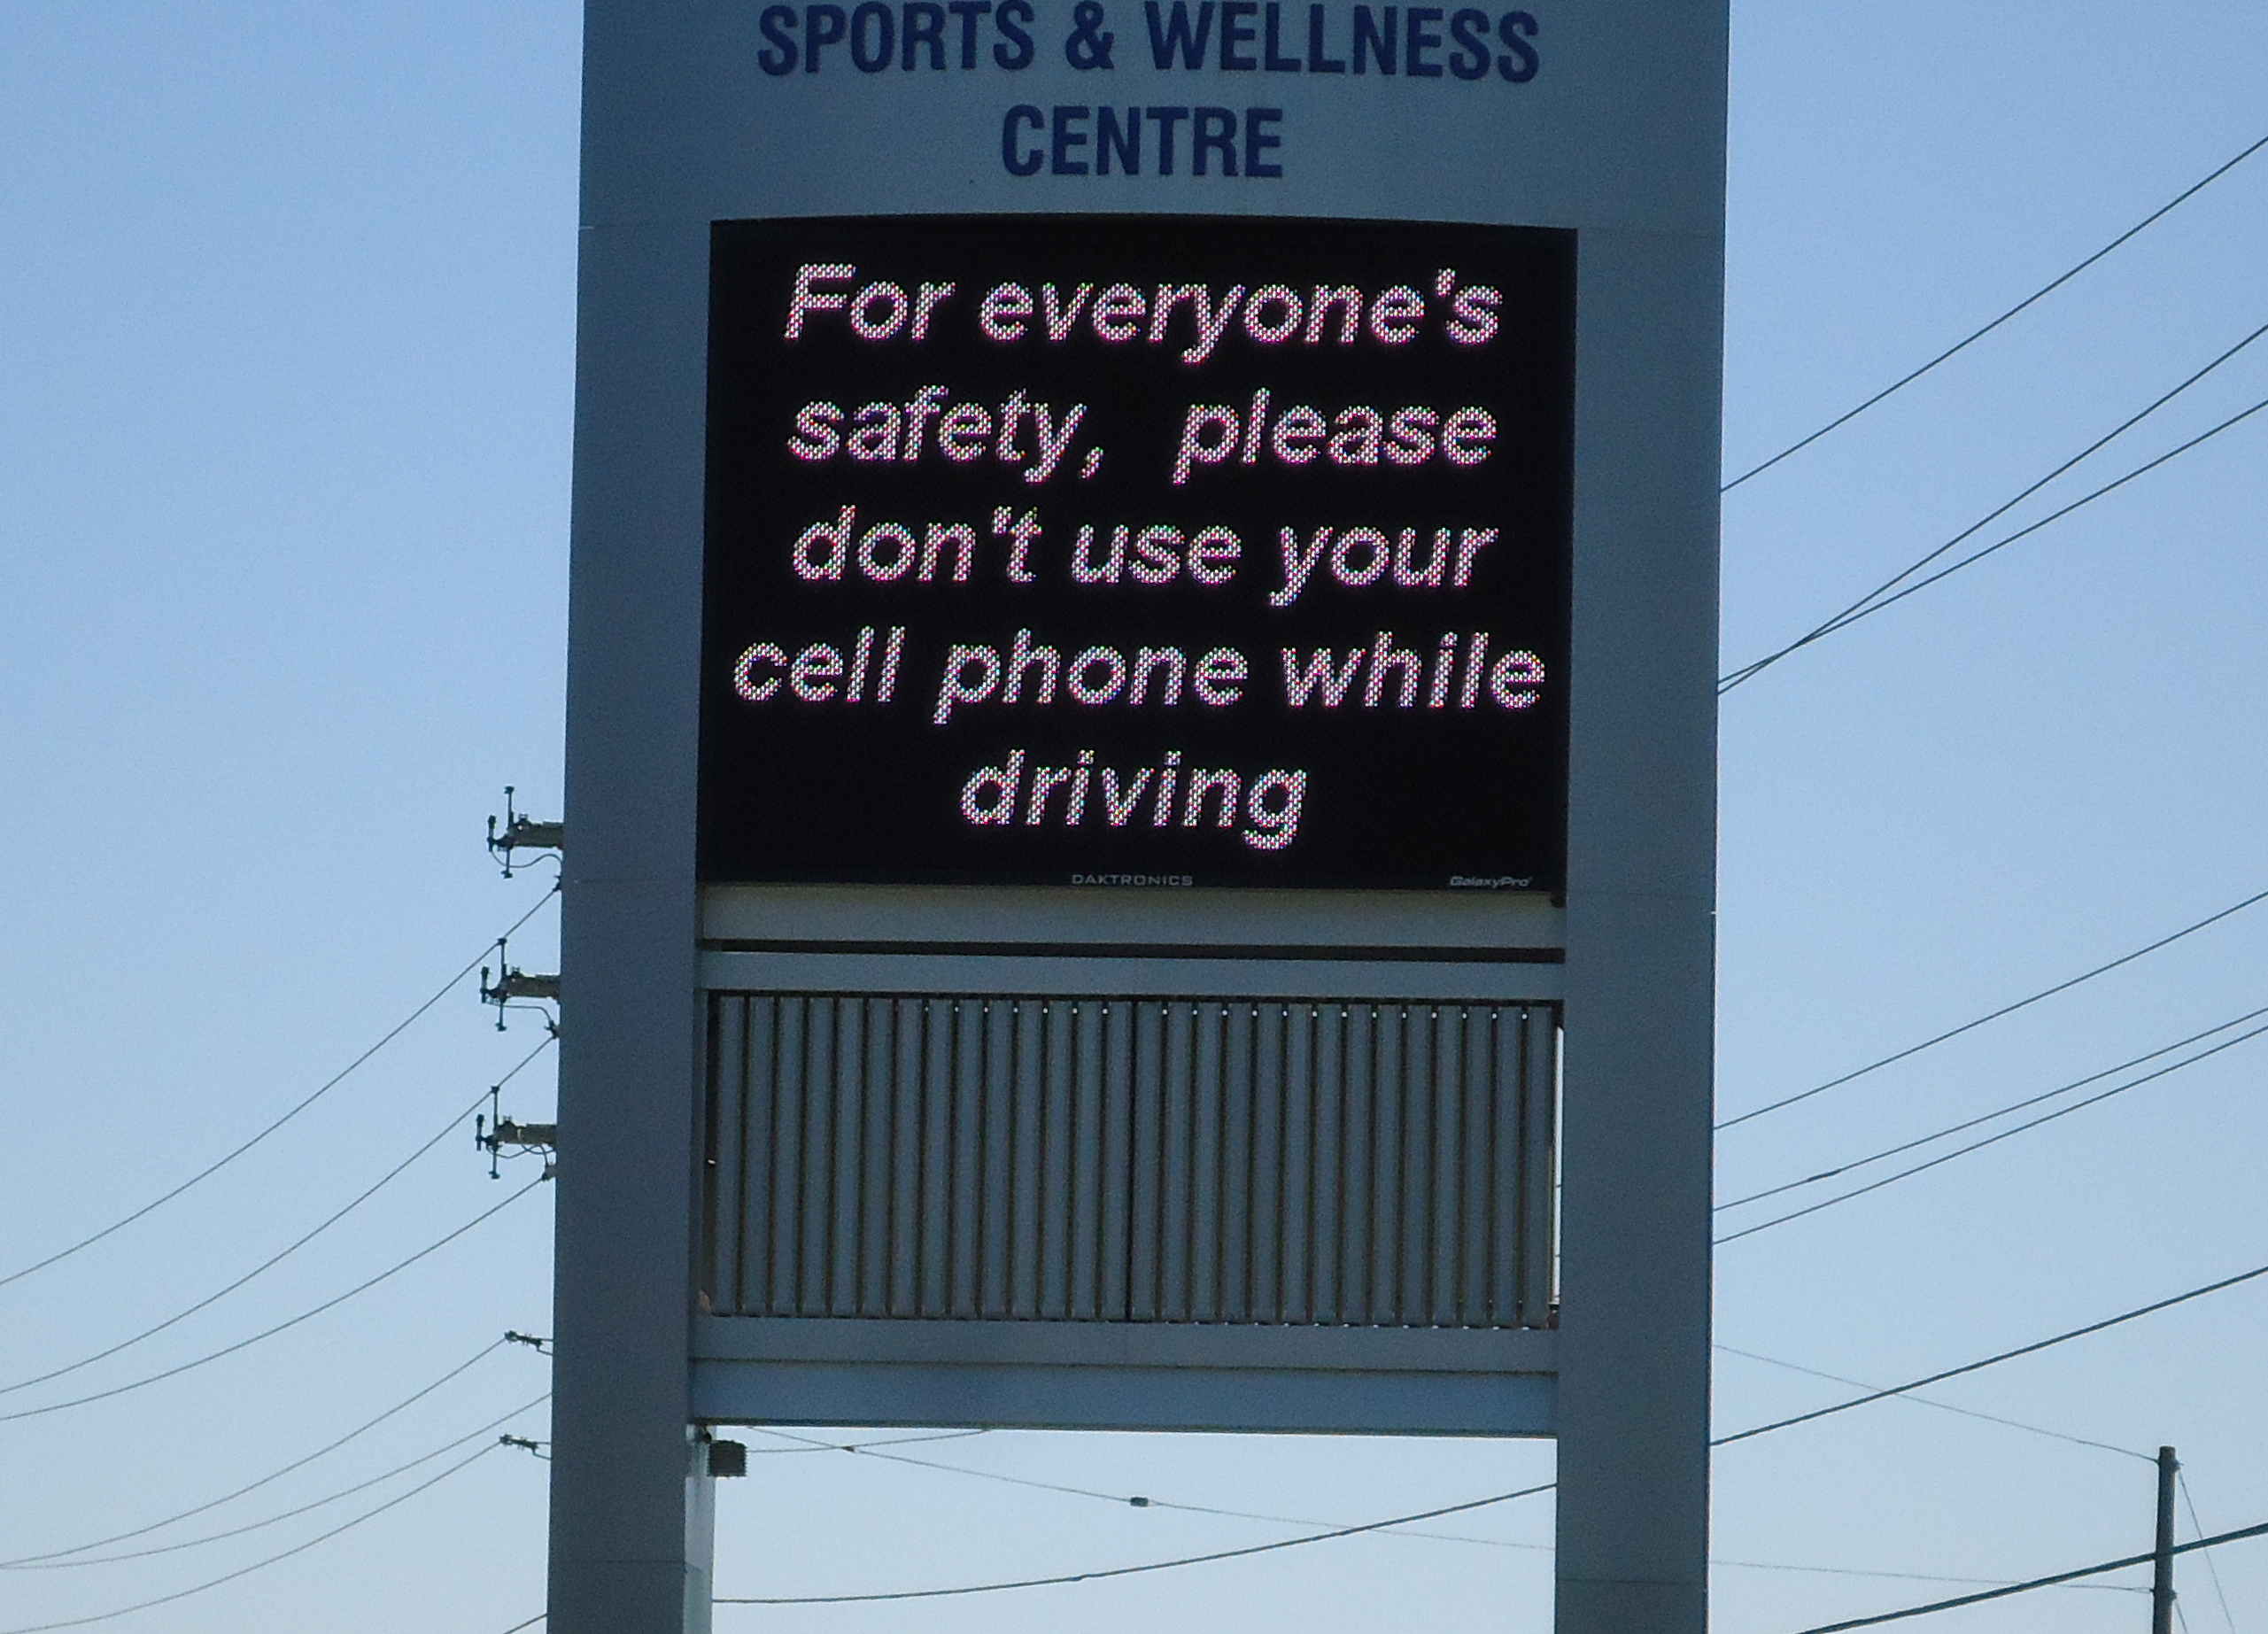 SPORTS & WELLNESS
CENTRE
For everyone's
safety, please
don't use your
cell phone while
driving
DAKTRONICS
GalaxyPro